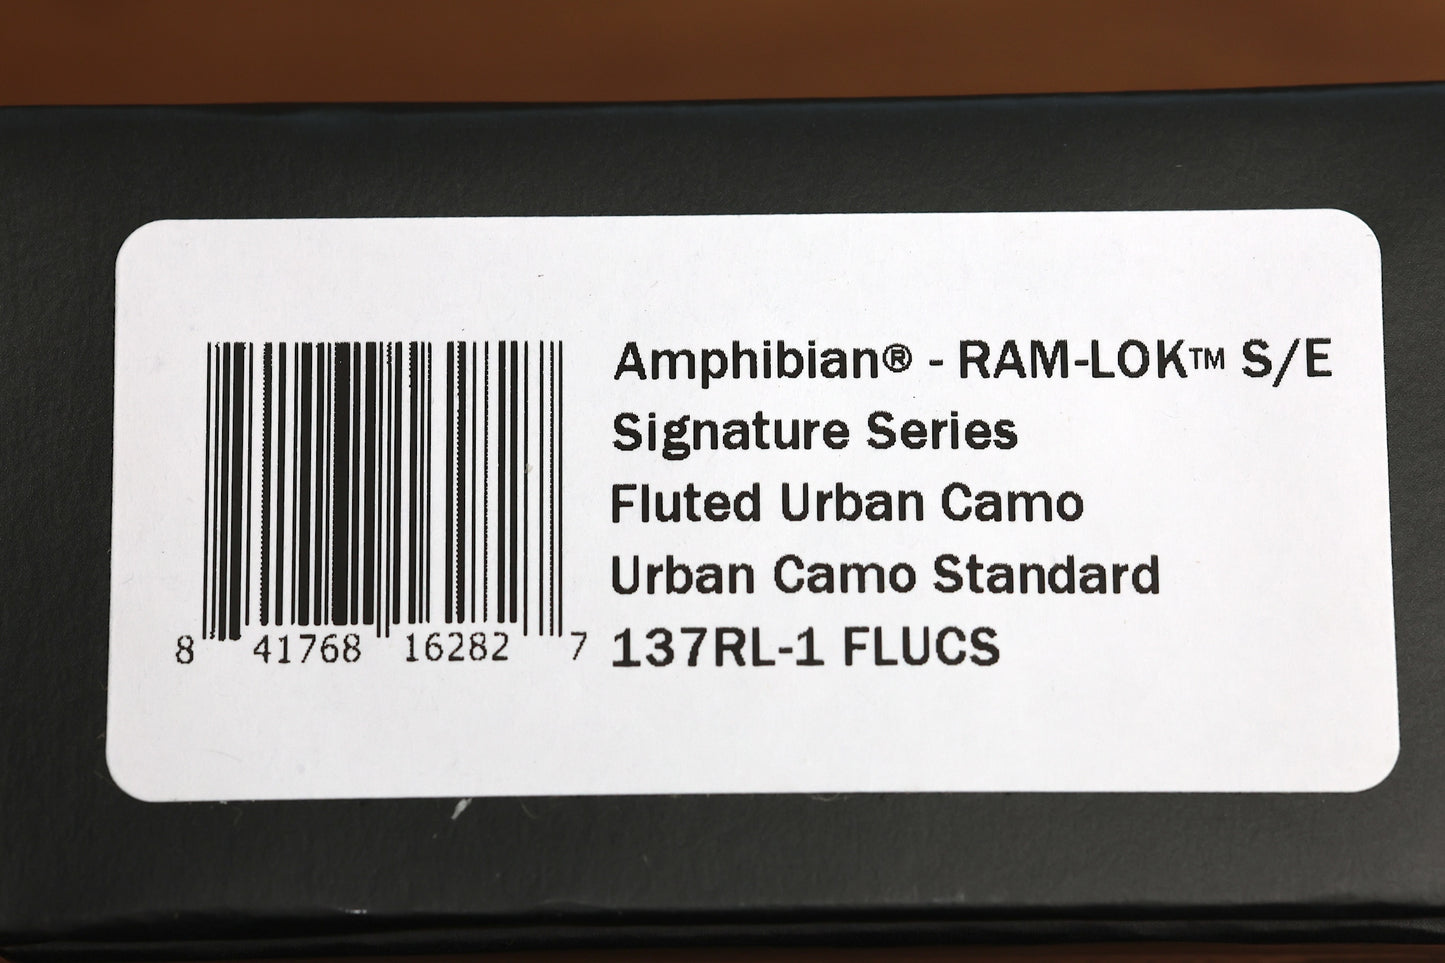 Amphibian® - RAM-LOK™ S/E
Signature Series
Fluted Urban Camo
Urban Camo Standard
137RL-1 FLUCS
8 41768 16282 7